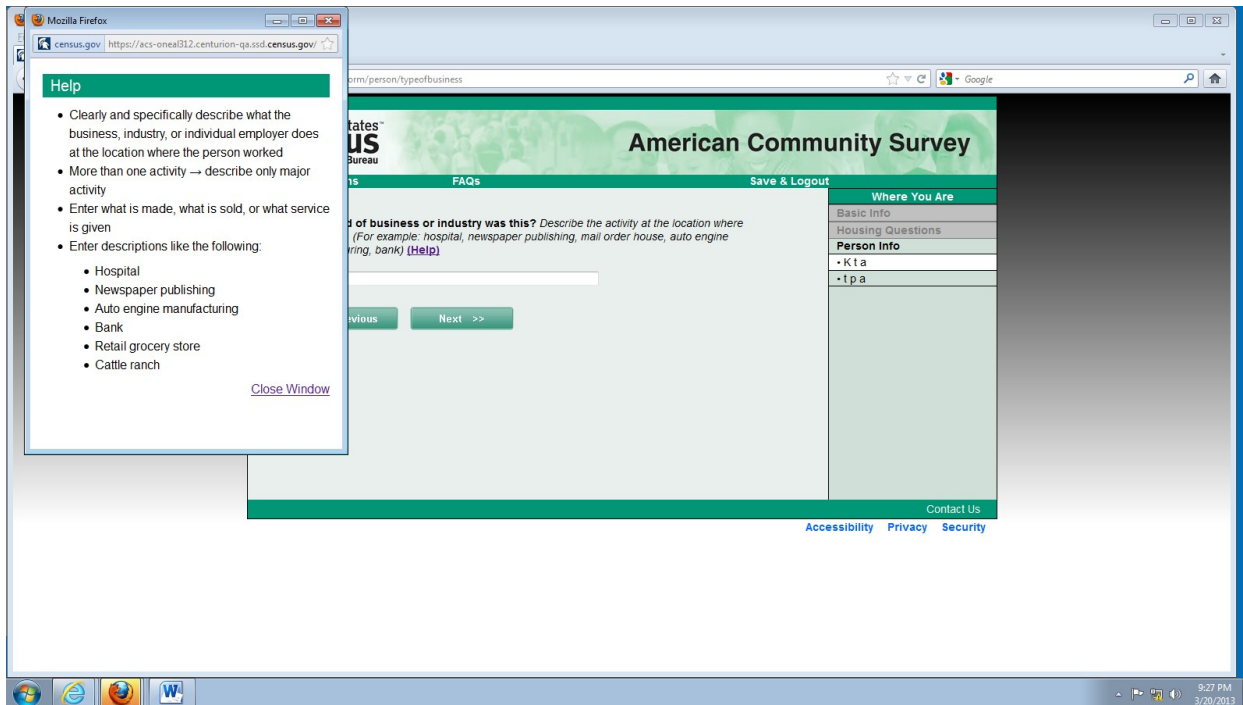 Mozilla Firefox
census.gov https://acs-oneal312.centurion-qa.ssd.census.gov/
Help
• Clearly and specifically describe what the
business, industry, or individual employer does
at the location where the person worked
• More than one activity → describe only major
activity
• Enter what is made, what is sold, or what service
is given
• Enter descriptions like the following:
• Hospital
• Newspaper publishing
• Auto engine manufacturing
• Bank
• Retail grocery store
• Cattle ranch
Close Window
orm/person/typeofbusiness
Google
tates™
us
Bureau
American Community Survey
ns FAQs Save & Logout
d of business or industry was this? Describe the activity at the location where
(For example: hospital, newspaper publishing, mail order house, auto engine
ring, bank) (Help)
evious Next >>
Where You Are
Basic Info
Housing Questions
Person Info
• K t a
• t p a
Contact Us
Accessibility Privacy Security
9:27 PM
3/20/2013